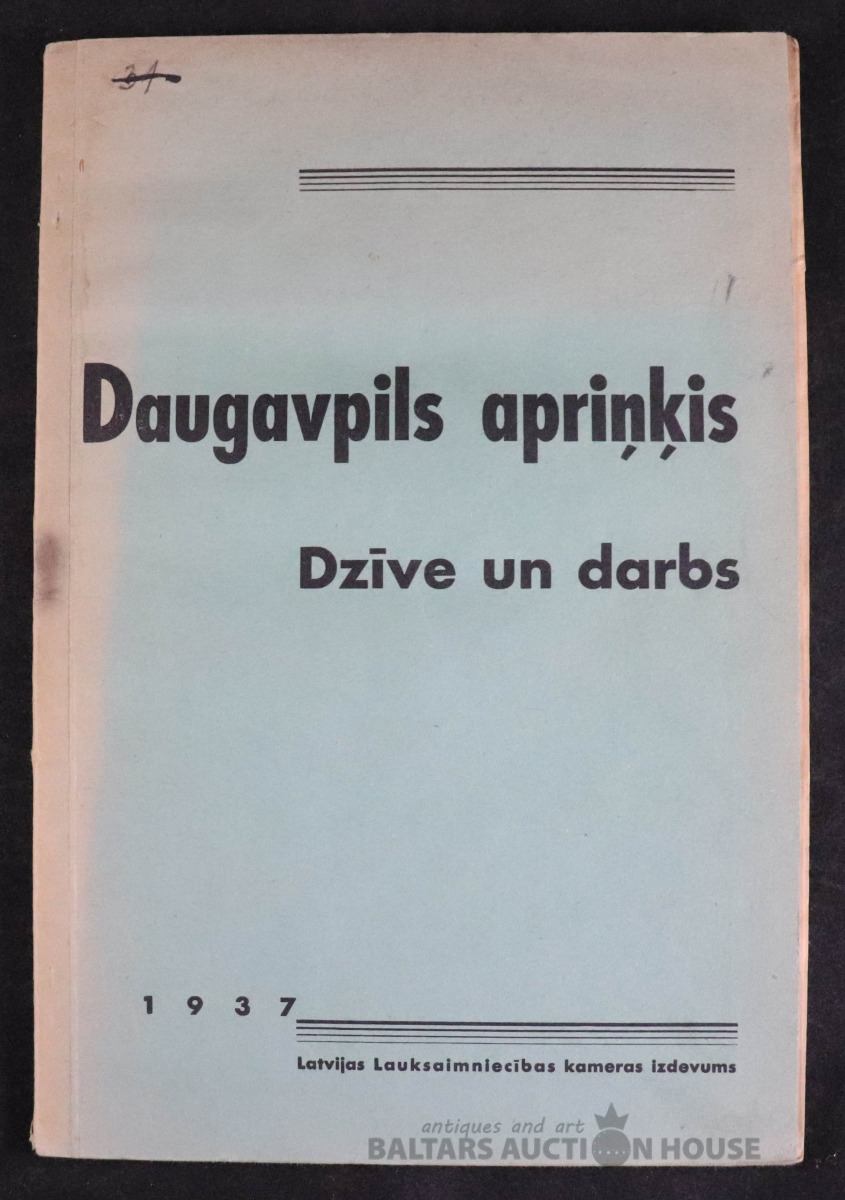 31
Daugavpils apriņķis
Dzīve un darbs
1937
Latvijas Lauksaimniecības kameras izdevums
antiques and art
BALTARS AUCTION HOUSE